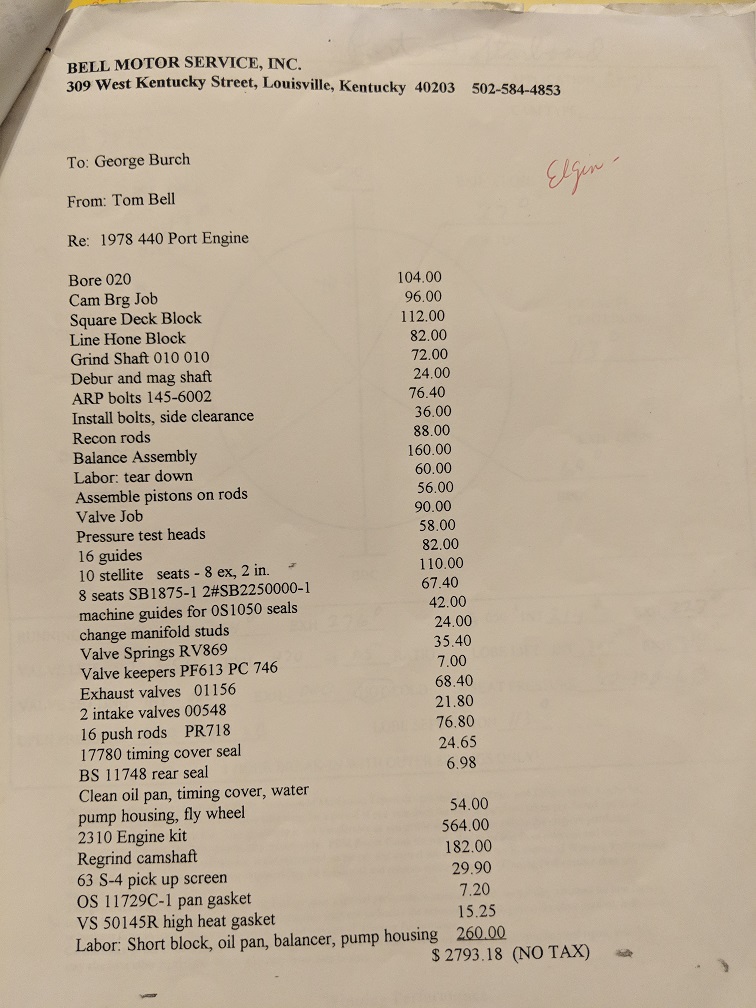 BELL MOTOR SERVICE, INC.
309 West Kentucky Street, Louisville, Kentucky 40203 502-584-4853
To: George Burch
Elgin
From: Tom Bell
Re: 1978 440 Port Engine
Bore 020 104.00
Cam Brg Job 96.00
Square Deck Block 112.00
Line Hone Block 82.00
Grind Shaft 010 010 72.00
Debur and mag shaft 24.00
ARP bolts 145-6002 76.40
Install bolts, side clearance 36.00
Recon rods 88.00
Balance Assembly 160.00
Labor: tear down 60.00
Assemble pistons on rods 56.00
Valve Job 90.00
Pressure test heads 58.00
16 guides 82.00
10 stellite seats - 8 ex, 2 in. 110.00
8 seats SB1875-1 2#SB2250000-1 67.40
machine guides for 0S1050 seals 42.00
change manifold studs 24.00
Valve Springs RV869 35.40
Valve keepers PF613 PC 746 7.00
Exhaust valves 01156 68.40
2 intake valves 00548 21.80
16 push rods PR718 76.80
17780 timing cover seal 24.65
BS 11748 rear seal 6.98
Clean oil pan, timing cover, water
pump housing, fly wheel 54.00
2310 Engine kit 564.00
Regrind camshaft 182.00
63 S-4 pick up screen 29.90
OS 11729C-1 pan gasket 7.20
VS 50145R high heat gasket 15.25
Labor: Short block, oil pan, balancer, pump housing 260.00
$ 2793.18 (NO TAX)